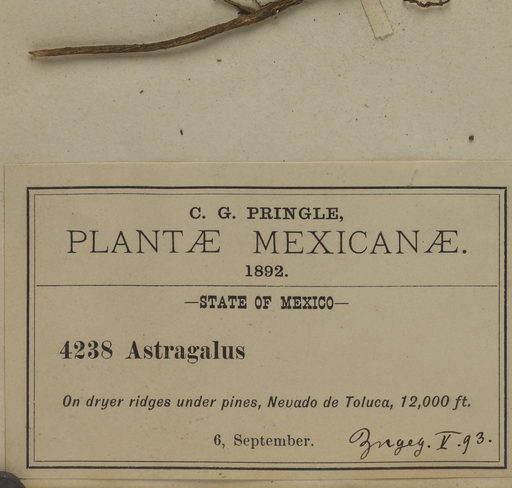 C. G. PRINGLE,
PLANTÆ MEXICANÆ.
1892.
—STATE OF MEXICO—
4238 Astragalus
On dryer ridges under pines, Nevado de Toluca, 12,000 ft.
6, September. V. 93.